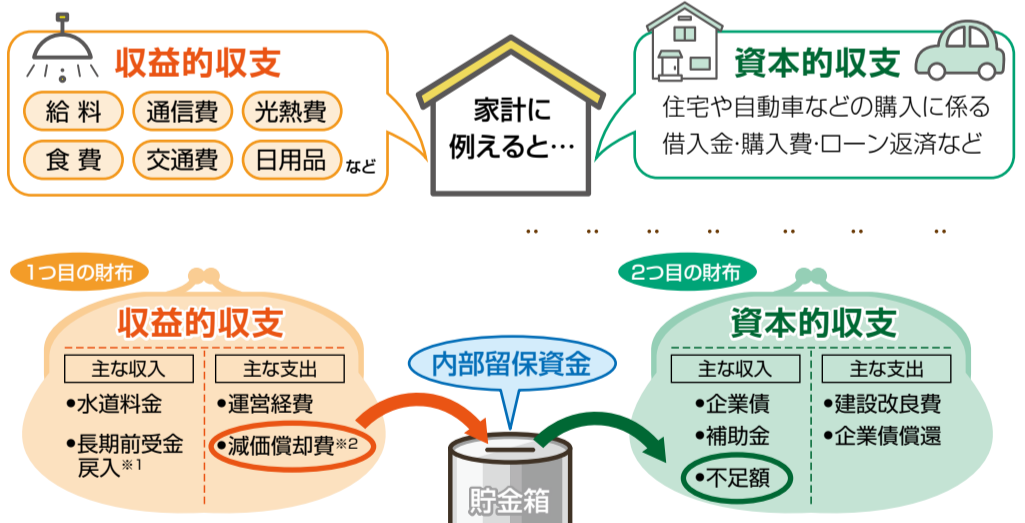 収益的収支
給料
通信費
光熱費
食費
交通費
日用品
など
家計に
例えると…
資本的収支
住宅や自動車などの購入に係る
借入金・購入費・ローン返済など
1つ目の財布
収益的収支
主な収入
•水道料金
•長期前受金
戻入※1
主な支出
•運営経費
•減価償却費※2
内部留保資金
貯金箱
2つ目の財布
資本的収支
主な収入
•企業債
•補助金
•不足額
主な支出
•建設改良費
•企業債償還